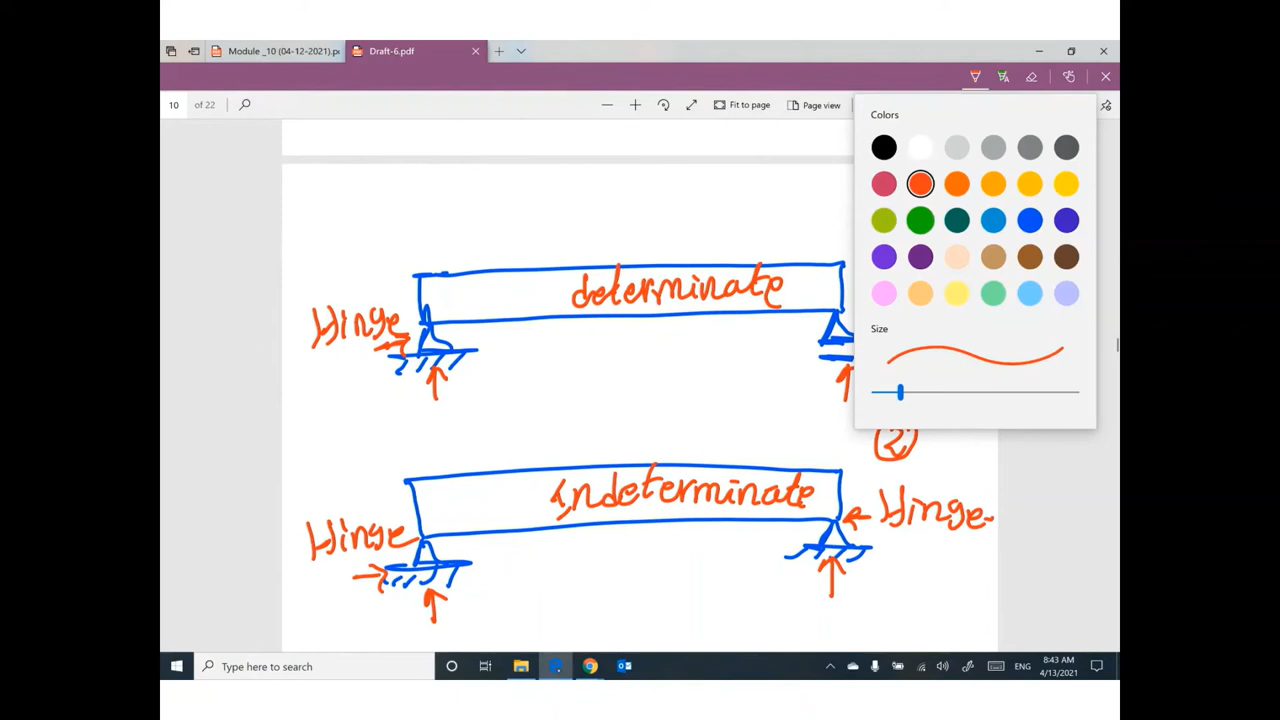 Module _10 (04-12-2021).p
Draft-6.pdf
10 of 22
Fit to page
Page view
Colors
Size
determinate
Hinge
2
Indeterminate
Hinge
Hinge
Type here to search
ENG
8:43 AM
4/13/2021